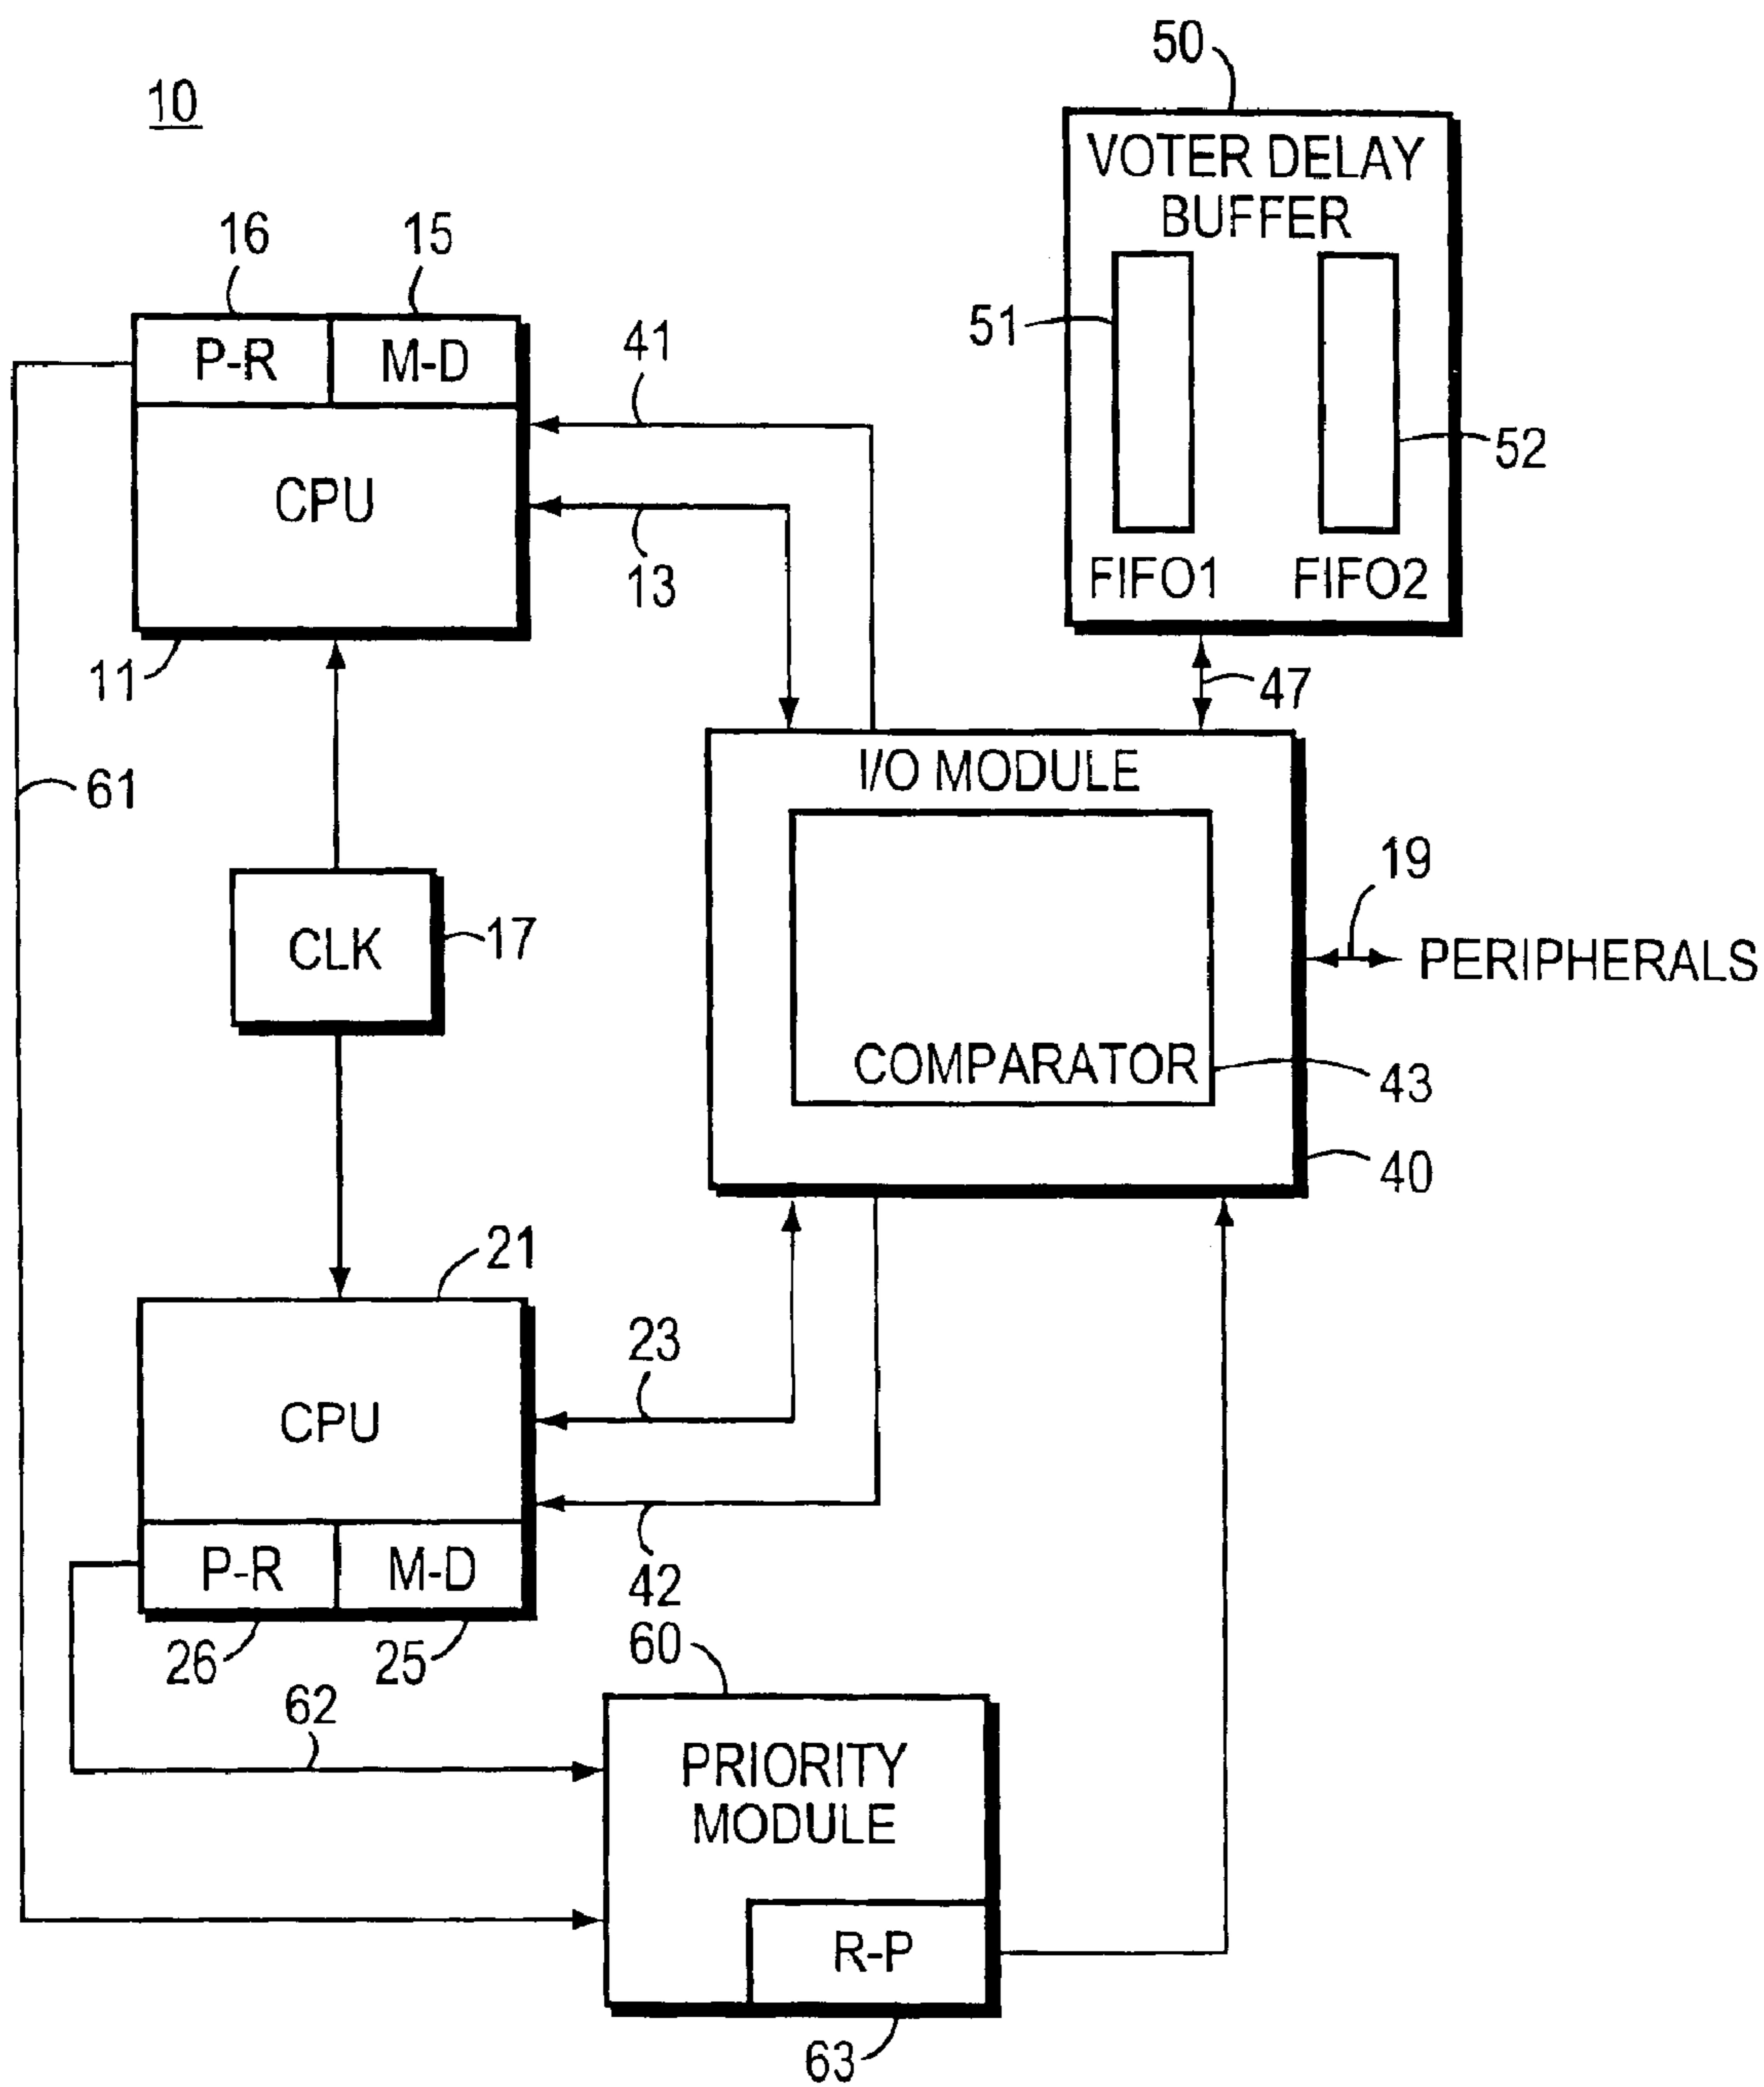 50
10
VOTER DELAY
BUFFER
16
15
51
41
P-R
M-D
52
CPU
13
FIFO1
FIFO2
11
47
I/O MODULE
61
19
CLK
17
PERIPHERALS
COMPARATOR
43
40
21
23
CPU
P-R
M-D
42
26
25
60
62
PRIORITY
MODULE
R-P
63